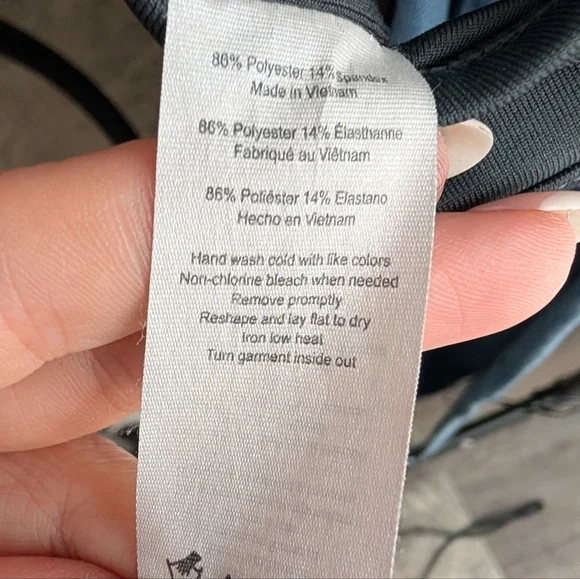 86% Polyester 14% Spandex
Made in Vietnam
86% Polyester 14% Élasthanne
Fabriqué au Viêtnam
86% Poliéster 14% Elastano
Hecho en Vietnam
Hand wash cold with like colors
Non-chlorine bleach when needed
Remove promptly
Reshape and lay flat to dry
Iron low heat
Turn garment inside out